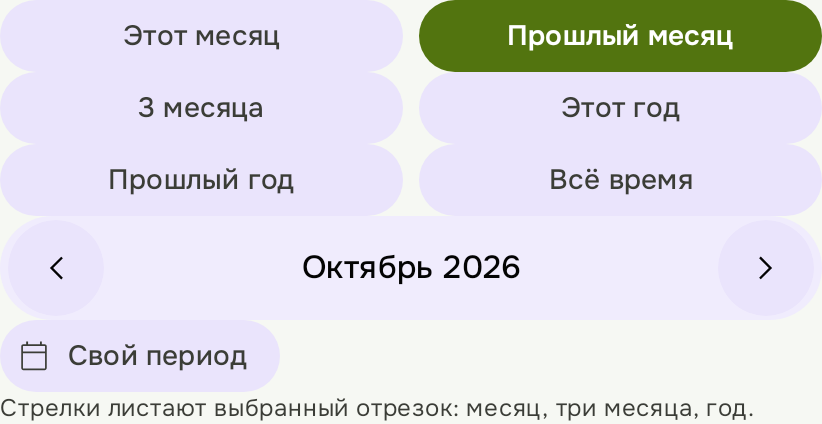 Этот месяц
Прошлый месяц
3 месяца
Этот год
Прошлый год
Всё время
Октябрь 2026
Свой период
Стрелки листают выбранный отрезок: месяц, три месяца, год.